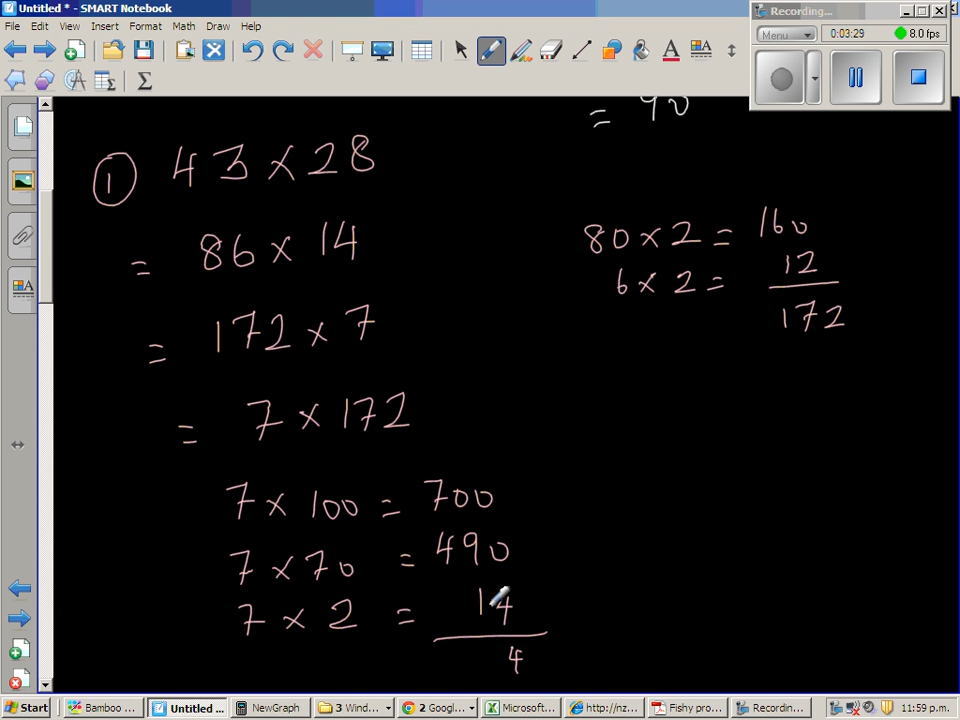 Untitled * - SMART Notebook
File Edit View Insert Format Math Draw Help
Recording...
Menu
0:03:29
8.0 fps
= 90
① 43 × 28
= 86 × 14
= 172 × 7
= 7 × 172
7 × 100 = 700
7 × 70 = 490
7 × 2 = 14
4
80 × 2 = 160
6 × 2 = 12
172
Start
Bamboo ...
Untitled ...
NewGraph
3 Wind...
2 Googl...
Microsoft...
http://nz...
Fishy pro...
Recording...
11:59 p.m.